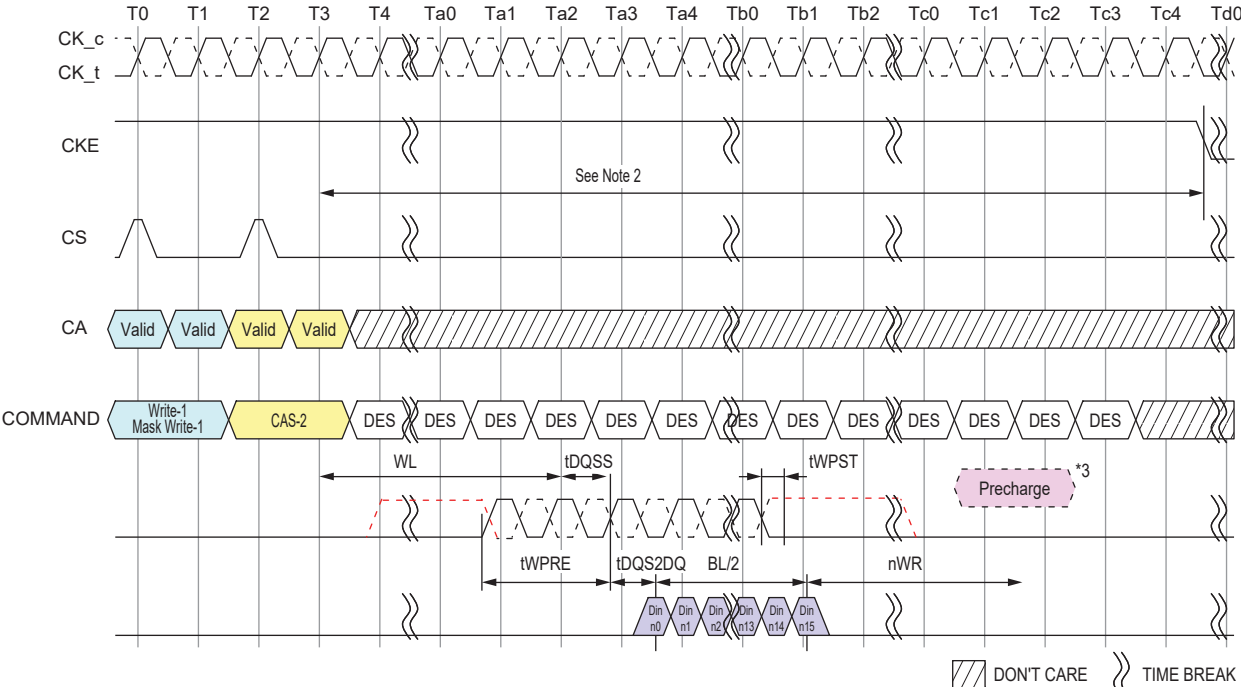 T0 T1 T2 T3 T4 Ta0 Ta1 Ta2 Ta3 Ta4 Tb0 Tb1 Tb2 Tc0 Tc1 Tc2 Tc3 Tc4 Td0
CK_c
CK_t
CKE
See Note 2
CS
CA Valid Valid Valid Valid
COMMAND Write-1 Mask Write-1 CAS-2 DES DES DES DES DES DES DES DES DES DES DES DES DES
WL tDQSS tWPST
Precharge *3
tWPRE tDQS2DQ BL/2 nWR
Din n0 Din n1 Din n2 Din n13 Din n14 Din n15
DON'T CARE TIME BREAK